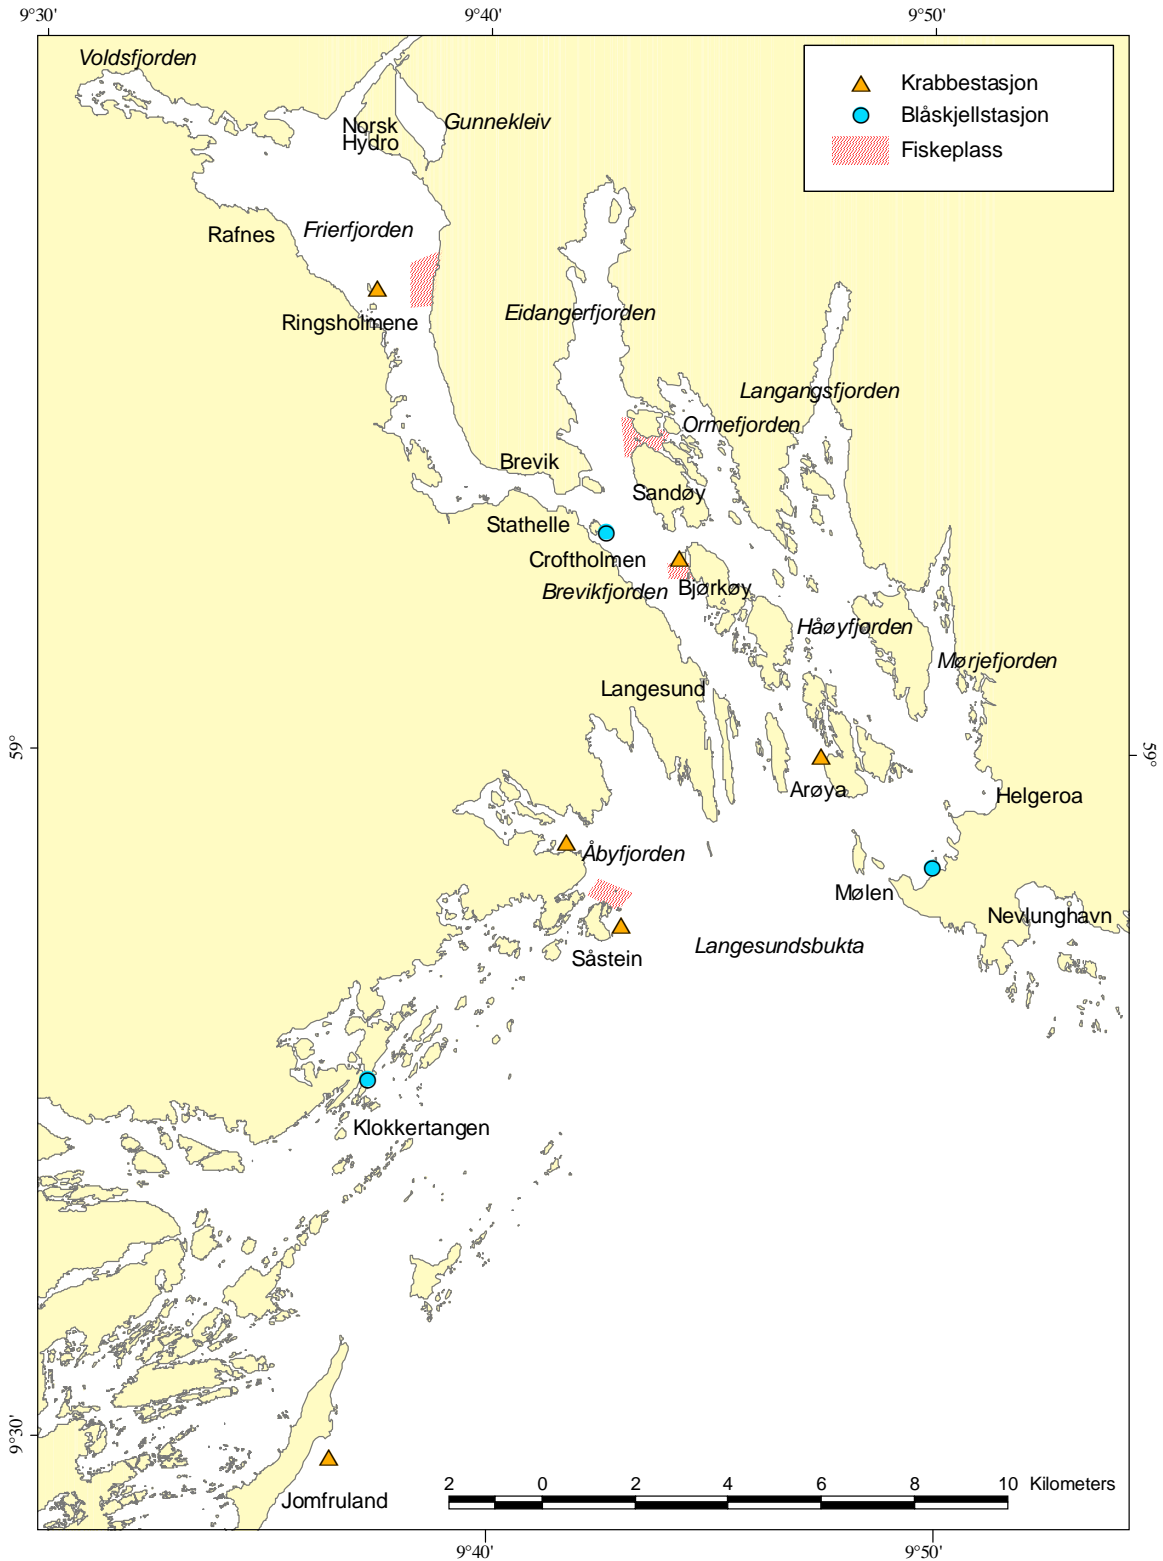 9°30'
9°40'
9°50'
Voldsfjorden
Krabbestasjon
Blåskjellstasjon
Fiskeplass
Norsk
Hydro
Gunnekleiv
Rafnes
Frierfjorden
Ringsholmene
Eidangerfjorden
Langangsfjorden
Ormefjorden
Brevik
Sandøy
Stathelle
Croftholmen
Brevikfjorden
Bjørkøy
Håøyfjorden
Mørjefjorden
Langesund
59°
59°
Arøya
Helgeroa
Åbyfjorden
Mølen
Nevlunghavn
Såstein
Langesundsbukta
Klokkertangen
9°30'
Jomfruland
2 0 2 4 6 8 10 Kilometers
9°40'
9°50'